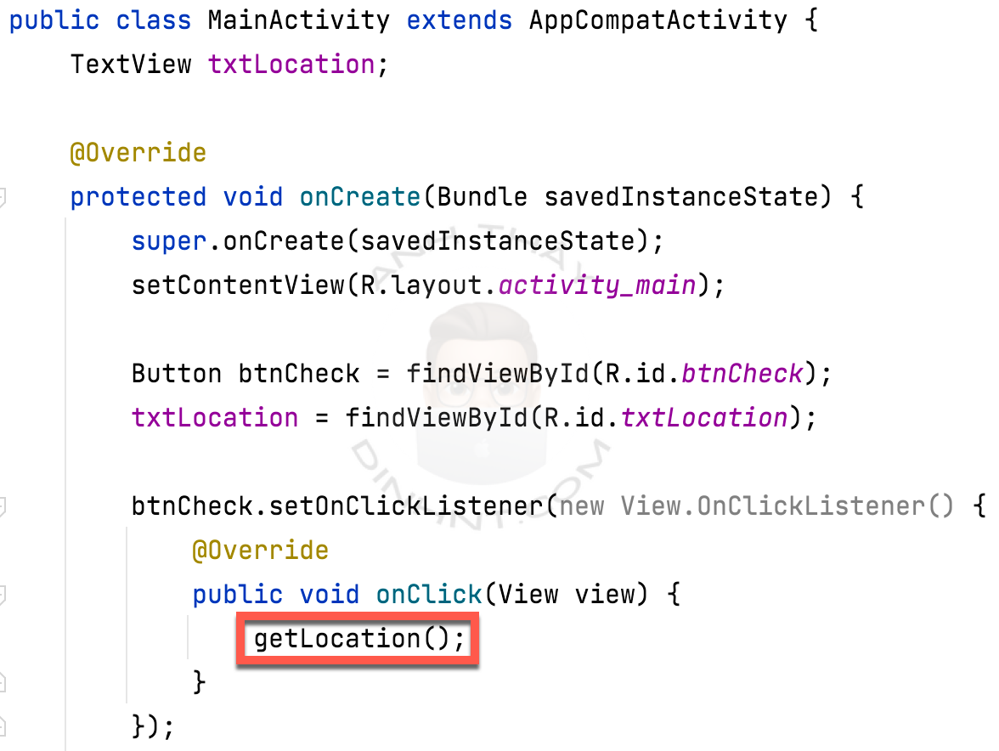 public class MainActivity extends AppCompatActivity {
TextView txtLocation;
@Override
protected void onCreate(Bundle savedInstanceState) {
super.onCreate(savedInstanceState);
setContentView(R.layout.activity_main);
Button btnCheck = findViewById(R.id.btnCheck);
txtLocation = findViewById(R.id.txtLocation);
btnCheck.setOnClickListener(new View.OnClickListener() {
@Override
public void onClick(View view) {
getLocation();
}
});